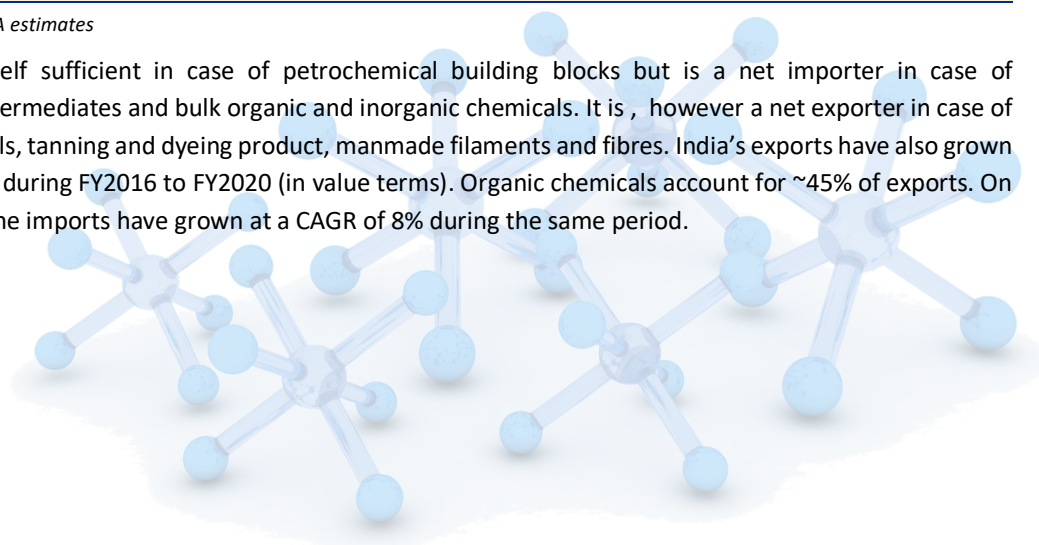 A estimates
elf sufficient in case of petrochemical building blocks but is a net importer in case of
ermediates and bulk organic and inorganic chemicals. It is , however a net exporter in case of
ls, tanning and dyeing product, manmade filaments and fibres. India’s exports have also grown
during FY2016 to FY2020 (in value terms). Organic chemicals account for ~45% of exports. On
ne imports have grown at a CAGR of 8% during the same period.